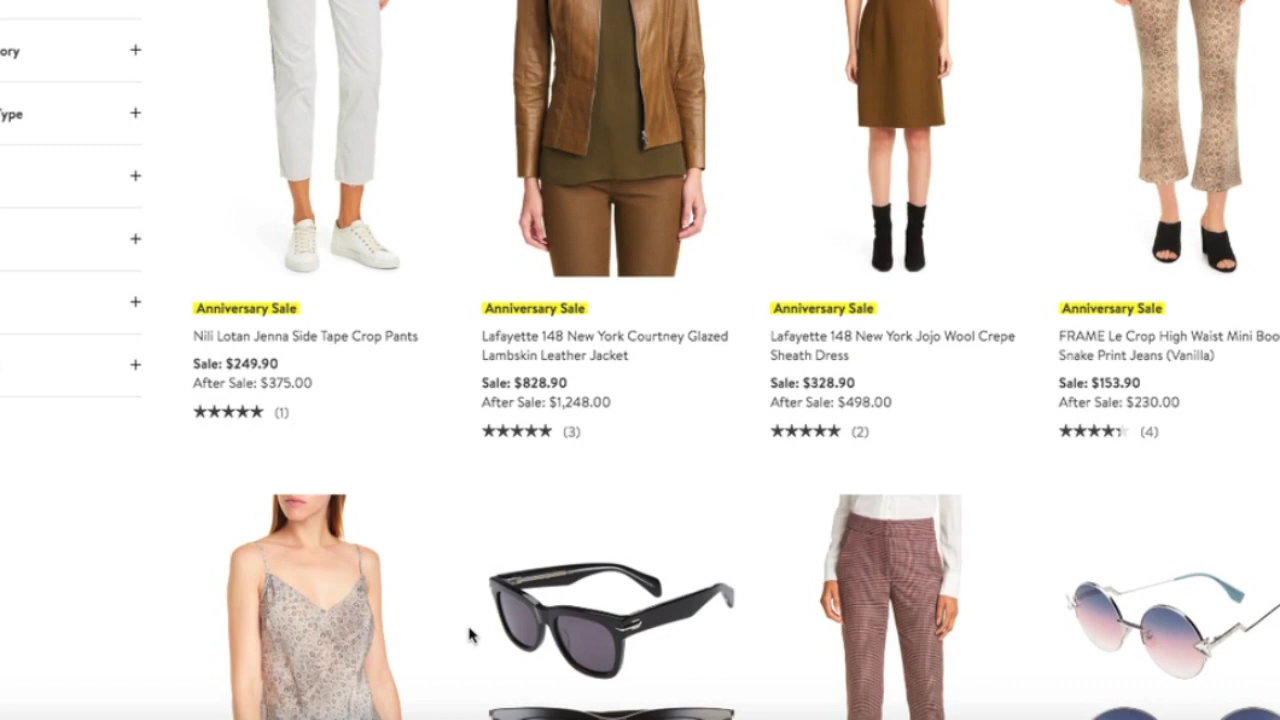 ory
Type
Anniversary Sale
Nili Lotan Jenna Side Tape Crop Pants
Sale: $249.90
After Sale: $375.00
(1)
Anniversary Sale
Lafayette 148 New York Courtney Glazed
Lambskin Leather Jacket
Sale: $828.90
After Sale: $1,248.00
(3)
Anniversary Sale
Lafayette 148 New York Jojo Wool Crepe
Sheath Dress
Sale: $328.90
After Sale: $498.00
(2)
Anniversary Sale
FRAME Le Crop High Waist Mini Boo
Snake Print Jeans (Vanilla)
Sale: $153.90
After Sale: $230.00
(4)